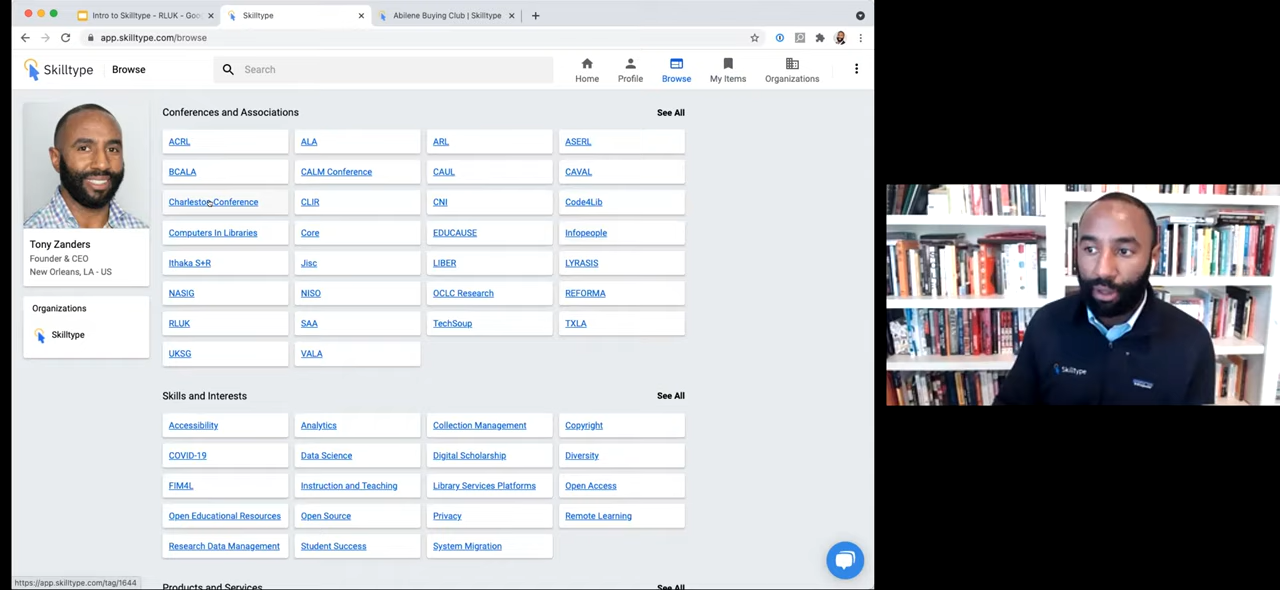 Intro to Skilltype - RLUK - Goo
Skilltype
Abilene Buying Club | Skilltype
app.skilltype.com/browse
Skilltype
Browse
Search
Home
Profile
Browse
My Items
Organizations
Tony Zanders
Founder & CEO
New Orleans, LA - US
Organizations
Skilltype
Conferences and Associations
See All
ACRL
ALA
ARL
ASERL
BCALA
CALM Conference
CAUL
CAVAL
Charleston Conference
CLIR
CNI
Code4Lib
Computers In Libraries
Core
EDUCAUSE
Infopeople
Ithaka S+R
Jisc
LIBER
LYRASIS
NASIG
NISO
OCLC Research
REFORMA
RLUK
SAA
TechSoup
TXLA
UKSG
VALA
Skills and Interests
See All
Accessibility
Analytics
Collection Management
Copyright
COVID-19
Data Science
Digital Scholarship
Diversity
FIM4L
Instruction and Teaching
Library Services Platforms
Open Access
Open Educational Resources
Open Source
Privacy
Remote Learning
Research Data Management
Student Success
System Migration
Products and Services
See All
https://app.skilltype.com/tag/1644
Skilltype